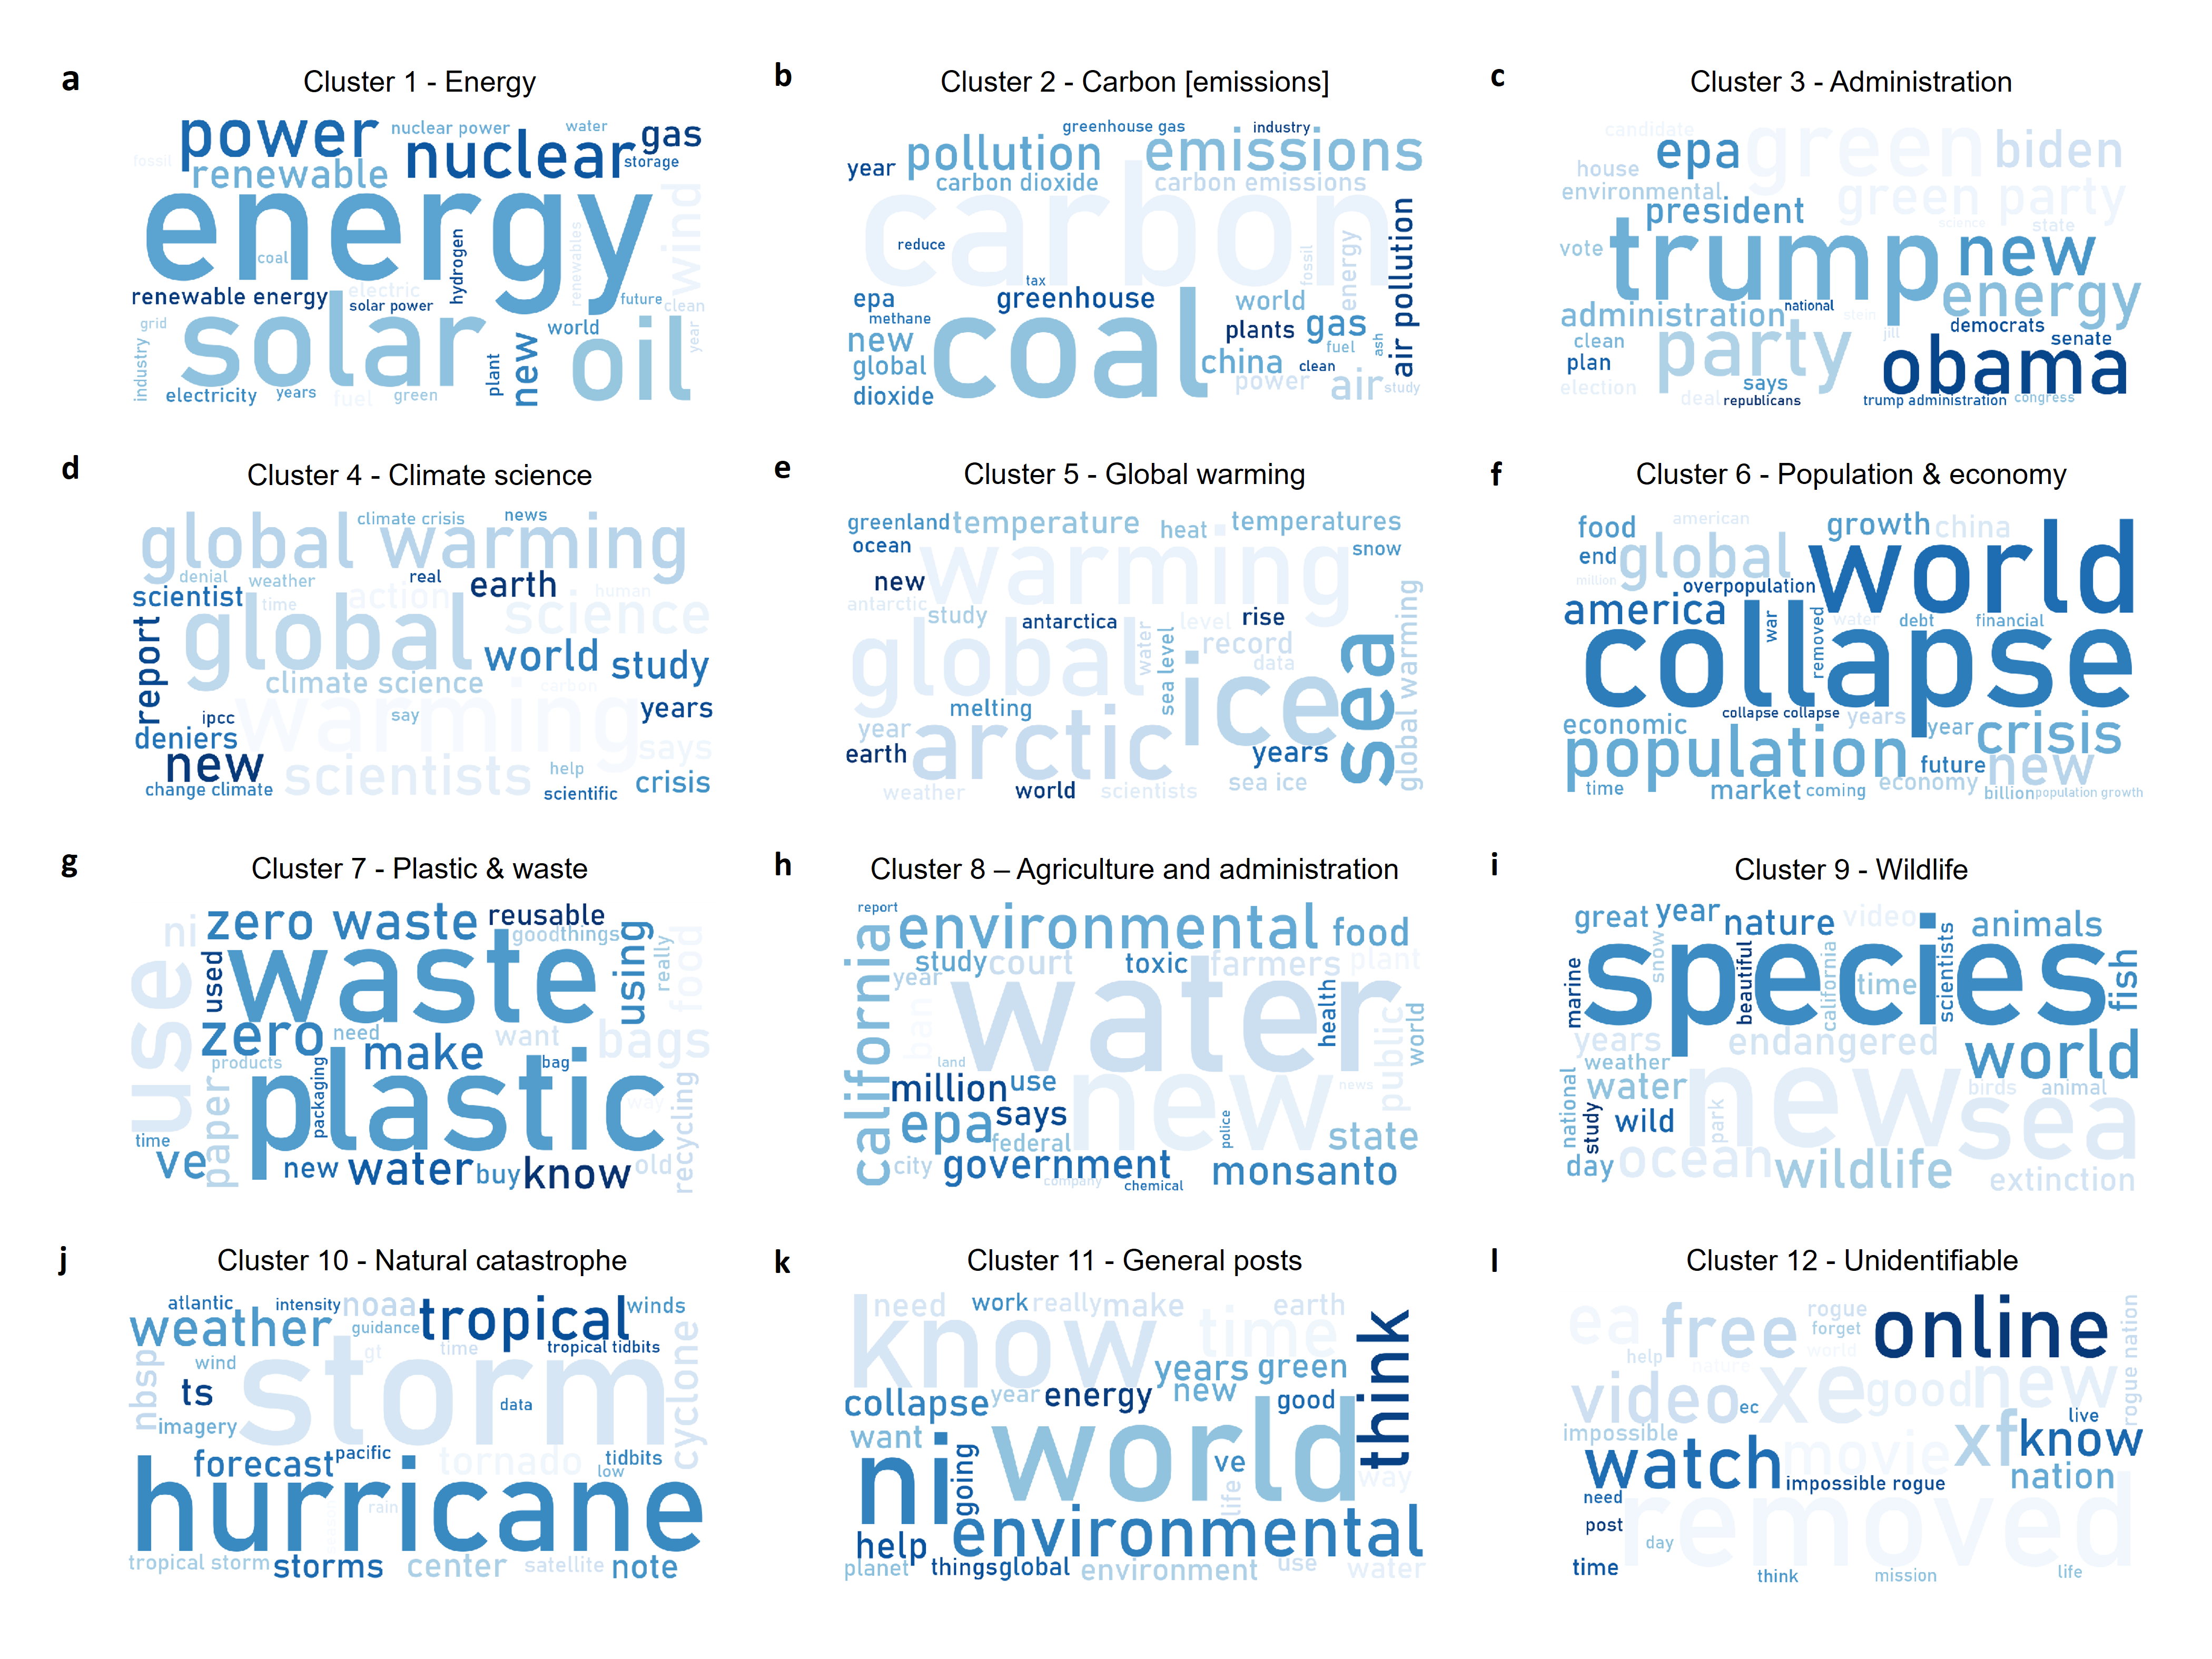 a
Cluster 1 - Energy
power
nuclear power
water
gas
fossil
renewable
nuclear
storage
energy
wind
coal
hydrogen
renewables
renewable energy
electric
solar power
future
clean
grid
solar
world
oil
year
industry
plant
new
electricity
years
fuel
green
b
Cluster 2 - Carbon [emissions]
greenhouse gas
industry
year
pollution
emissions
carbon dioxide
carbon emissions
carbon
reduce
fossil
energy
air pollution
tax
epa
greenhouse
world
methane
plants
gas
new
coal
fuel
ash
global
china
clean
dioxide
power
air
study
c
Cluster 3 - Administration
candidate
epa
green
biden
house
environmental
green party
president
science
state
vote
trump
new
energy
administration
national
stein
democrats
clean
party
jill
senate
plan
obama
election
says
deal
republicans
trump administration
congress
d
Cluster 4 - Climate science
global warming
climate crisis
news
denial
weather
real
earth
human
scientist
time
action
science
report
global
world
study
climate science
carbon
ipcc
warming
say
years
deniers
says
new
scientists
help
crisis
change climate
scientific
e
Cluster 5 - Global warming
greenland
temperature
heat
temperatures
ocean
warming
snow
new
antarctic
study
antarctica
level
rise
global warming
global
water
sea level
record
data
ice
sea
melting
year
arctic
earth
years
weather
world
scientists
sea ice
f
Cluster 6 - Population & economy
food
american
growth
china
end
global
world
million
overpopulation
america
war
removed
water
debt
financial
collapse
economic
collapse collapse
years
year
crisis
population
future
new
time
market
coming
economy
billion
population growth
g
Cluster 7 - Plastic & waste
ni
zero waste
reusable
goodthings
using
really
food
use
used
waste
zero
need
make
want
bags
products
packaging
bag
plastic
way
paper
recycling
time
ve
new
water
buy
know
old
h
Cluster 8 – Agriculture and administration
report
environmental
food
california
study
court
toxic
farmers
plant
year
water
health
public
world
ban
land
million
use
new
news
epa
says
federal
police
state
city
government
company
chemical
monsanto
i
Cluster 9 - Wildlife
great
year
nature
video
animals
marine
species
snow
beautiful
california
time
scientists
fish
years
endangered
world
weather
national
water
new
birds
animal
study
wild
park
sea
day
ocean
wildlife
extinction
j
Cluster 10 - Natural catastrophe
atlantic
intensity
noaa
tropical
winds
weather
guidance
gt
time
tropical tidbits
nbsp
wind
storm
cyclone
ts
data
imagery
forecast
pacific
tornado
tidbits
low
hurricane
rain
tropical storm
storms
center
satellite
note
k
Cluster 11 - General posts
need
work
really
make
time
earth
know
think
years
green
collapse
year
energy
new
good
want
ni
going
world
ve
life
way
help
environmental
planet
things
global
environment
use
water
l
Cluster 12 - Unidentifiable
ea
free
rogue
forget
online
rogue nation
help
nature
world
video
ec
xe
good
new
impossible
live
watch
movie
xf
know
impossible rogue
nation
need
removed
post
day
time
think
mission
life